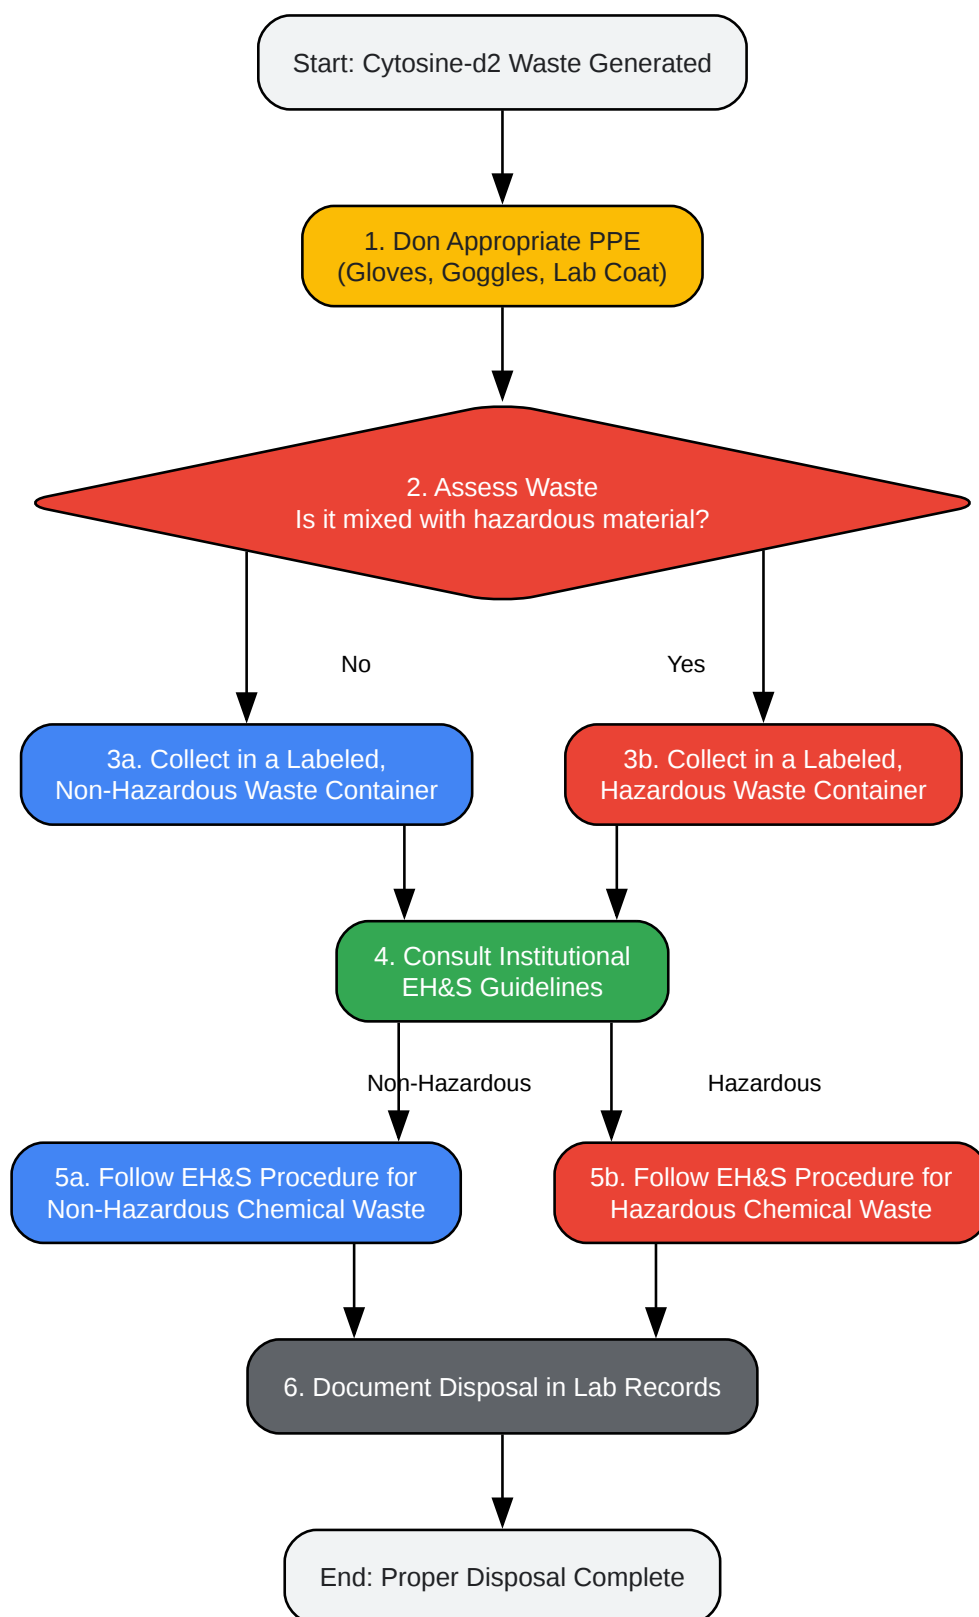 Start: Cytosine-d2 Waste Generated
1. Don Appropriate PPE
(Gloves, Goggles, Lab Coat)
2. Assess Waste
Is it mixed with hazardous material?
No
Yes
3a. Collect in a Labeled,
Non-Hazardous Waste Container
3b. Collect in a Labeled,
Hazardous Waste Container
4. Consult Institutional
EH&S Guidelines
Non-Hazardous
Hazardous
5a. Follow EH&S Procedure for
Non-Hazardous Chemical Waste
5b. Follow EH&S Procedure for
Hazardous Chemical Waste
6. Document Disposal in Lab Records
End: Proper Disposal Complete